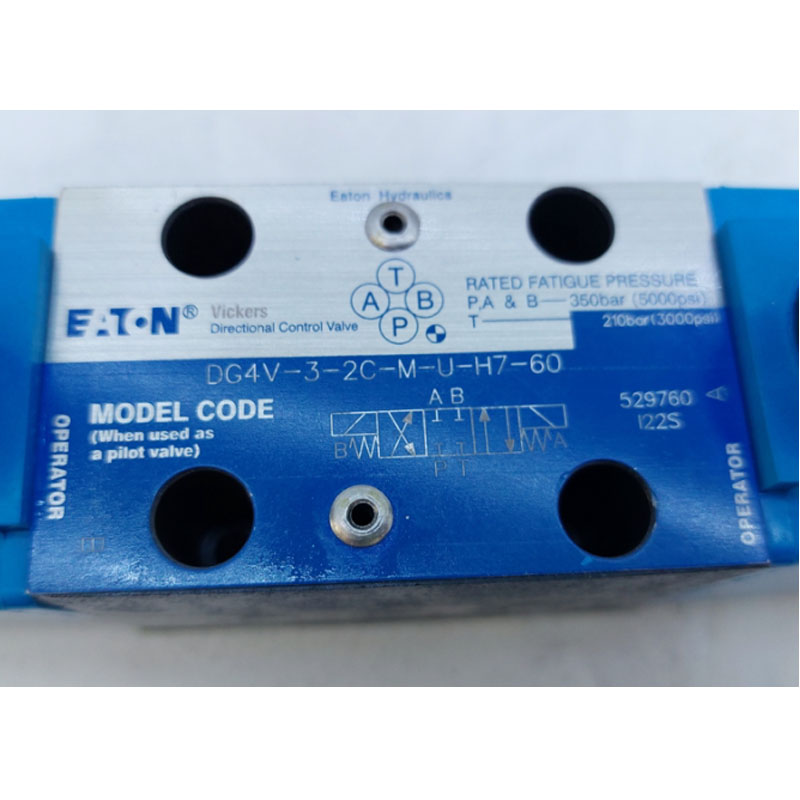 Eaton Hydraulics
T
A B
P
EATON®
Vickers
Directional Control Valve
RATED FATIGUE PRESSURE
P,A & B—350bar (5000psi)
T—210bar(3000psi)
DG4V-3-2C-M-U-H7-60
MODEL CODE
(When used as
a pilot valve)
A B
B A
P T
529760 A
122S
OPERATOR
OPERATOR